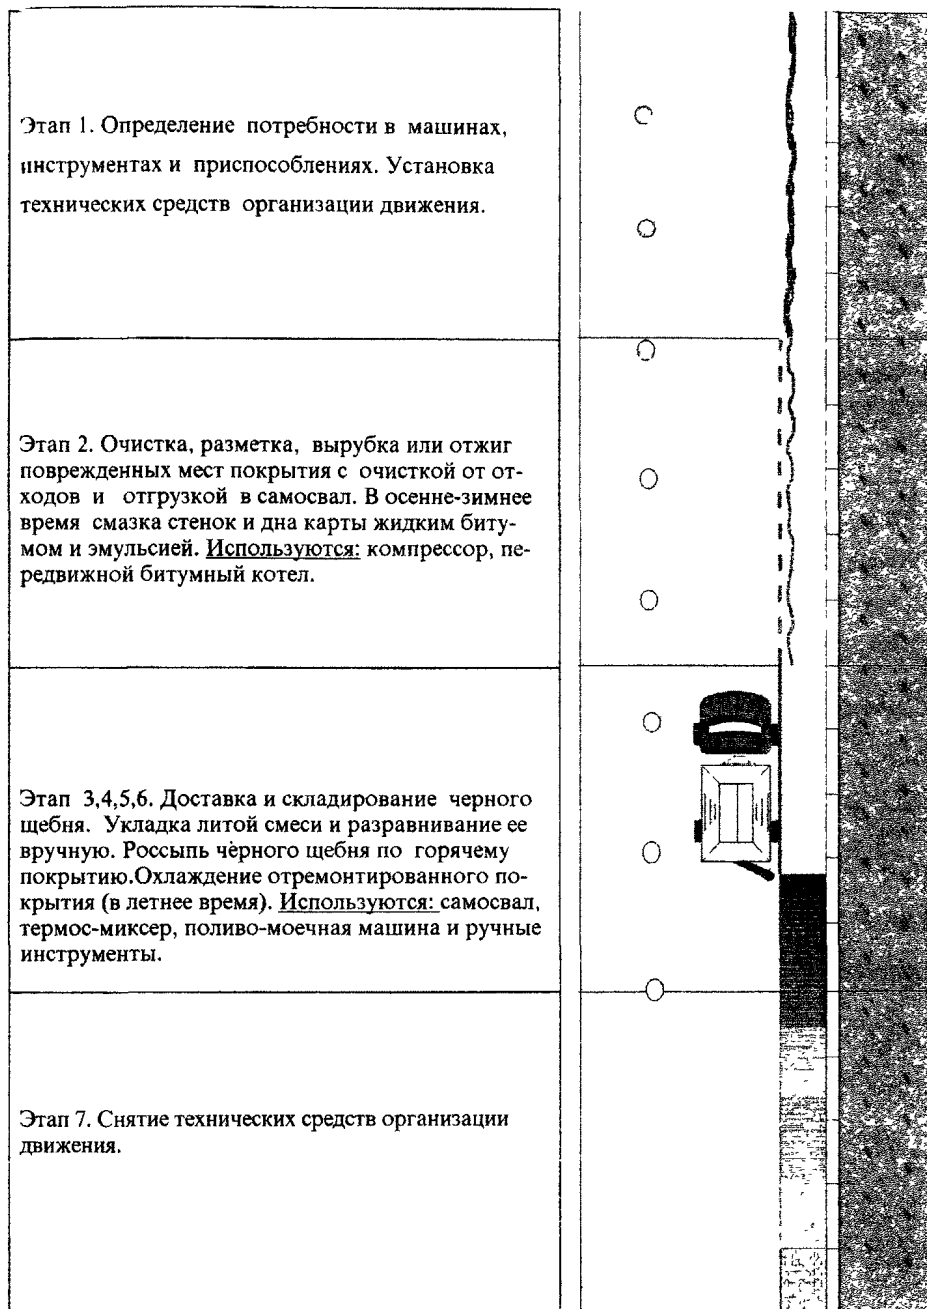 Этап 1. Определение потребности в машинах,
инструментах и приспособлениях. Установка
технических средств организации движения.
Этап 2. Очистка, разметка, вырубка или отжиг
поврежденных мест покрытия с очисткой от от-
ходов и отгрузкой в самосвал. В осенне-зимнее
время смазка стенок и дна карты жидким биту-
мом и эмульсией. Используются: компрессор, пе-
редвижной битумный котел.
Этап 3,4,5,6. Доставка и складирование черного
щебня. Укладка литой смеси и разравнивание ее
вручную. Россыпь чёрного щебня по горячему
покрытию.Охлаждение отремонтированного по-
крытия (в летнее время). Используются: самосвал,
термос-миксер, поливо-моечная машина и ручные
инструменты.
Этап 7. Снятие технических средств организации
движения.